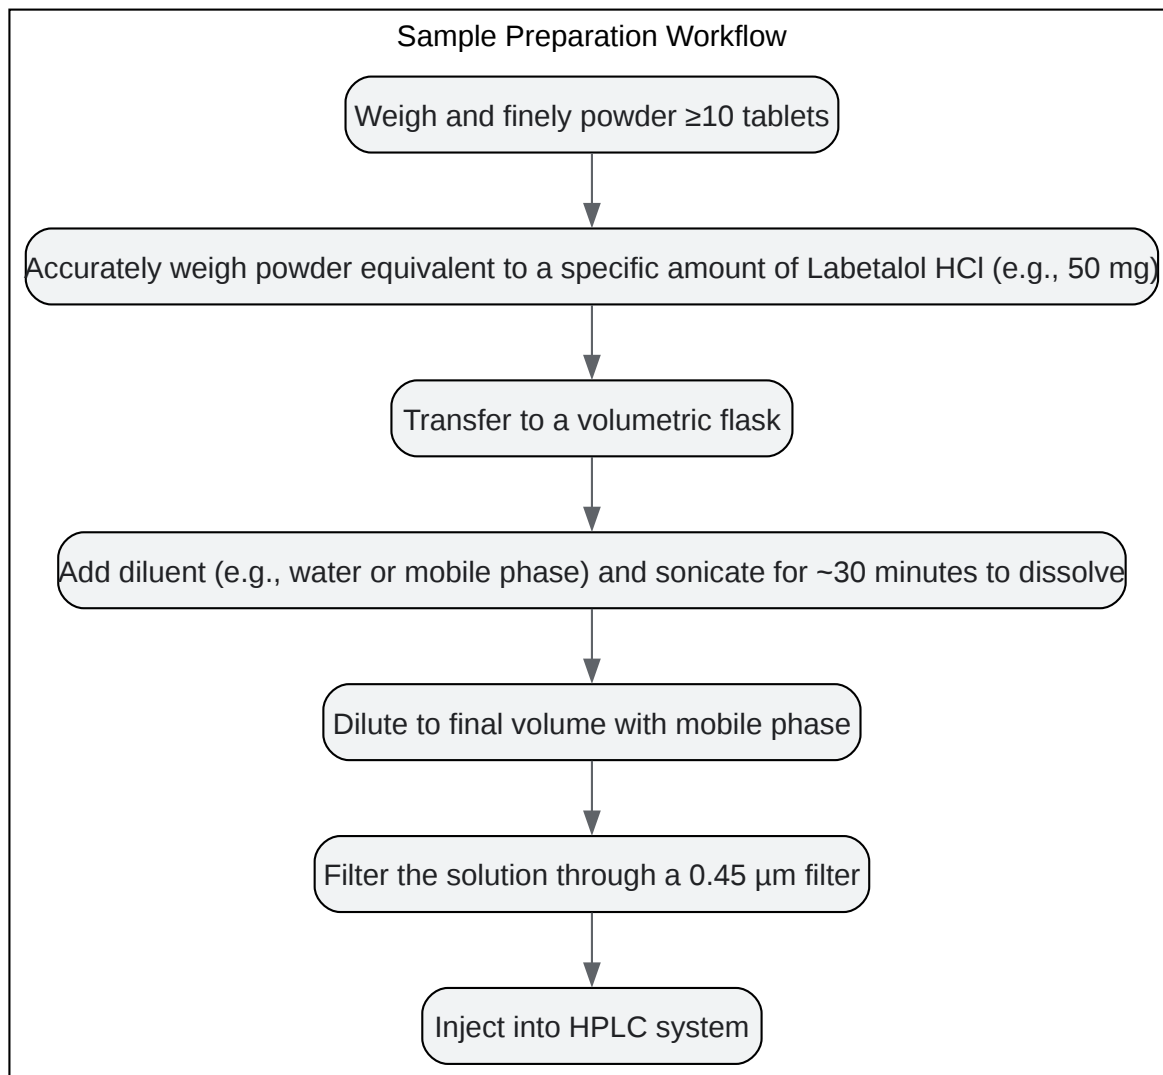 Sample Preparation Workflow
Weigh and finely powder ≥10 tablets
Accurately weigh powder equivalent to a specific amount of Labetalol HCl (e.g., 50 mg)
Transfer to a volumetric flask
Add diluent (e.g., water or mobile phase) and sonicate for ~30 minutes to dissolve
Dilute to final volume with mobile phase
Filter the solution through a 0.45 µm filter
Inject into HPLC system